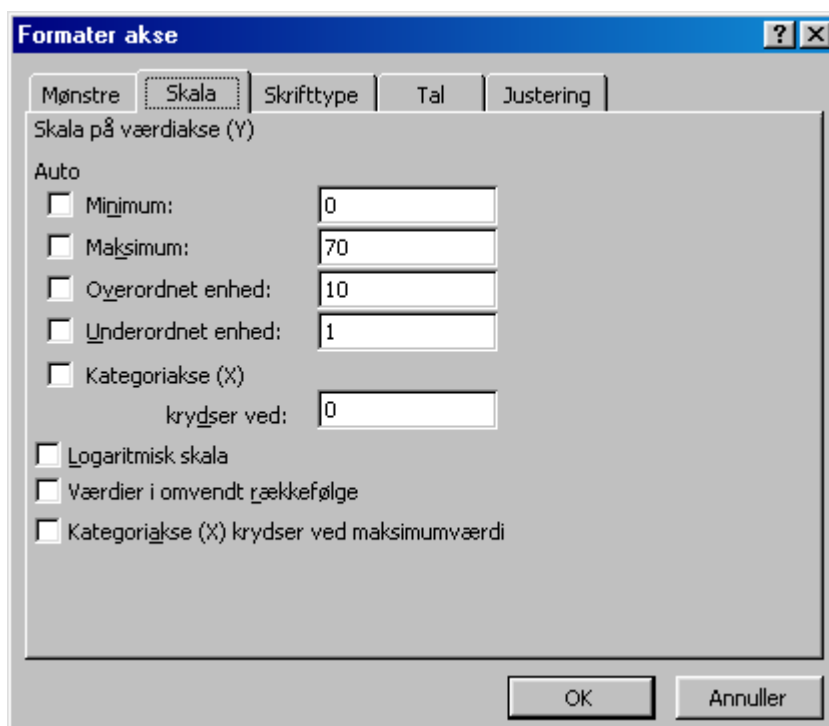 Formater akse
Mønstre Skala Skrifttype Tal Justering
Skala på værdiakse (Y)
Auto
Minimum: 0
Maksimum: 70
Overordnet enhed: 10
Underordnet enhed: 1
Kategoriakse (X)
krydser ved: 0
Logaritmisk skala
Værdier i omvendt rækkefølge
Kategoriakse (X) krydser ved maksimumværdi
OK Annuller